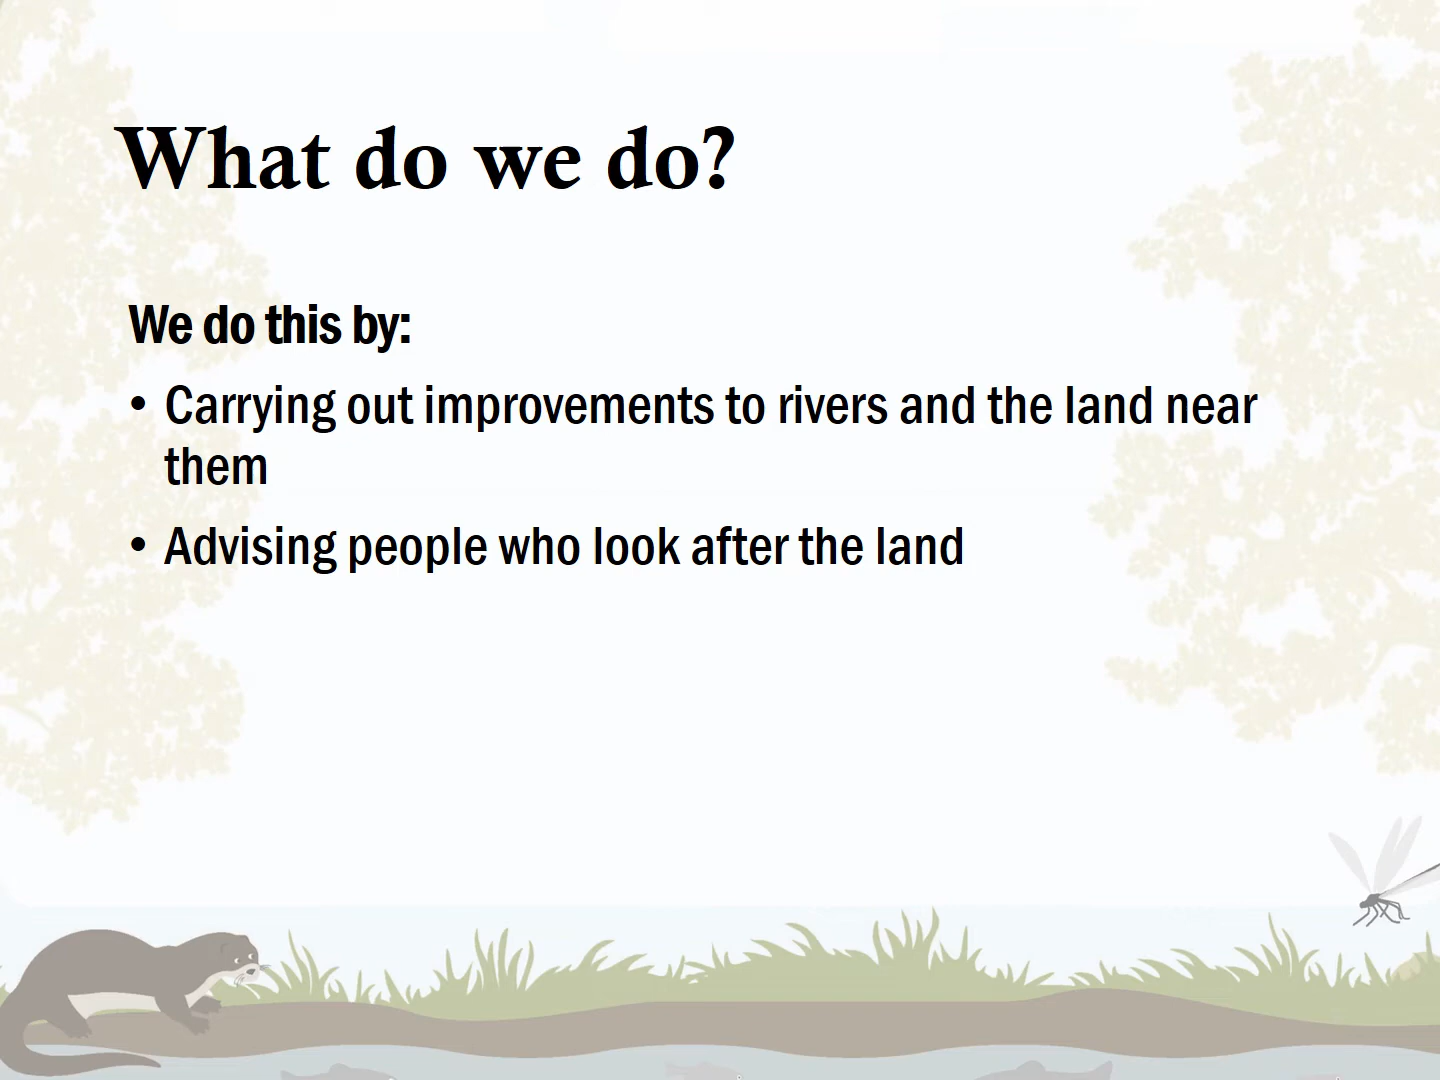 What do we do?
We do this by:
• Carrying out improvements to rivers and the land near
them
• Advising people who look after the land